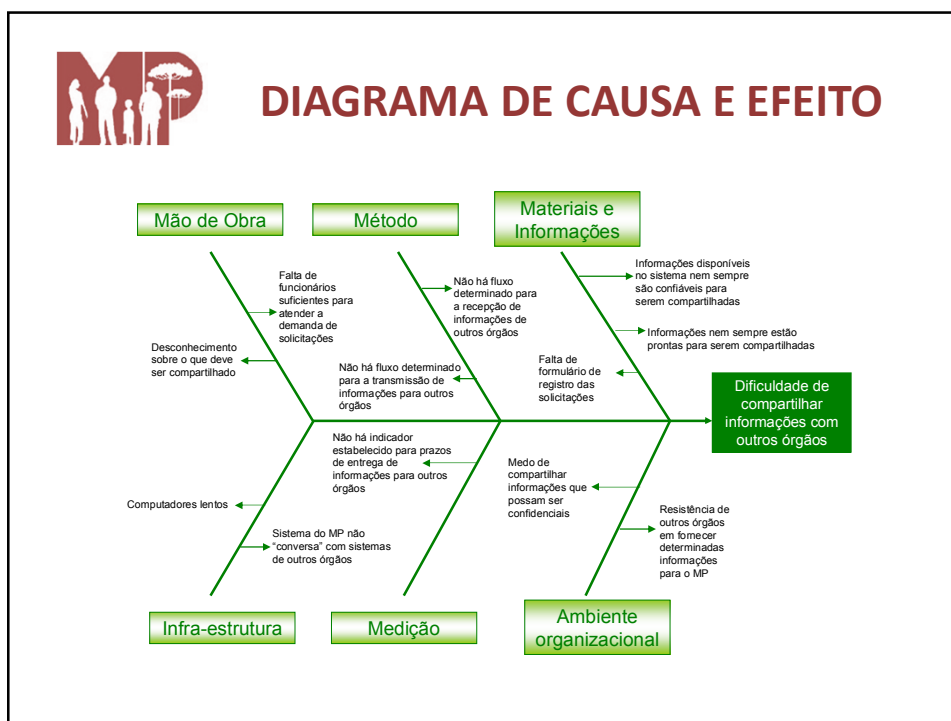 MP
DIAGRAMA DE CAUSA E EFEITO
Mão de Obra
Método
Materiais e
Informações
Falta de
funcionários
suficientes para
atender a
demanda de
solicitações
Desconhecimento
sobre o que deve
ser compartilhado
Não há fluxo
determinado para
a recepção de
informações de
outros órgãos
Não há fluxo determinado
para a transmissão de
informações para outros
órgãos
Informações disponíveis
no sistema nem sempre
são confiáveis para
serem compartilhadas
Informações nem sempre estão
prontas para serem compartilhadas
Falta de
formulário de
registro das
solicitações
Dificuldade de
compartilhar
informações com
outros órgãos
Computadores lentos
Sistema do MP não
“conversa” com sistemas
de outros órgãos
Não há indicador
estabelecido para prazos
de entrega de
informações para outros
órgãos
Medo de
compartilhar
informações que
possam ser
confidenciais
Resistência de
outros órgãos
em fornecer
determinadas
informações
para o MP
Infra-estrutura
Medição
Ambiente
organizacional